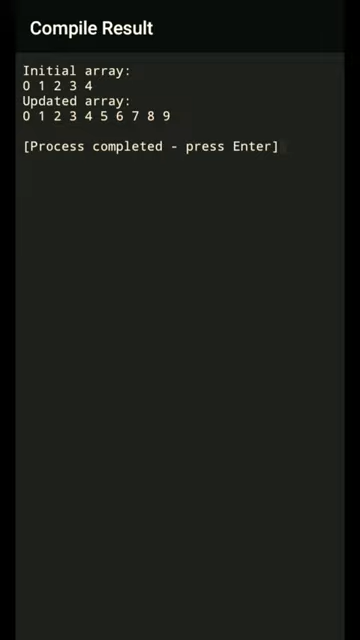 Compile Result
Initial array:
0 1 2 3 4
Updated array:
0 1 2 3 4 5 6 7 8 9
[Process completed - press Enter]